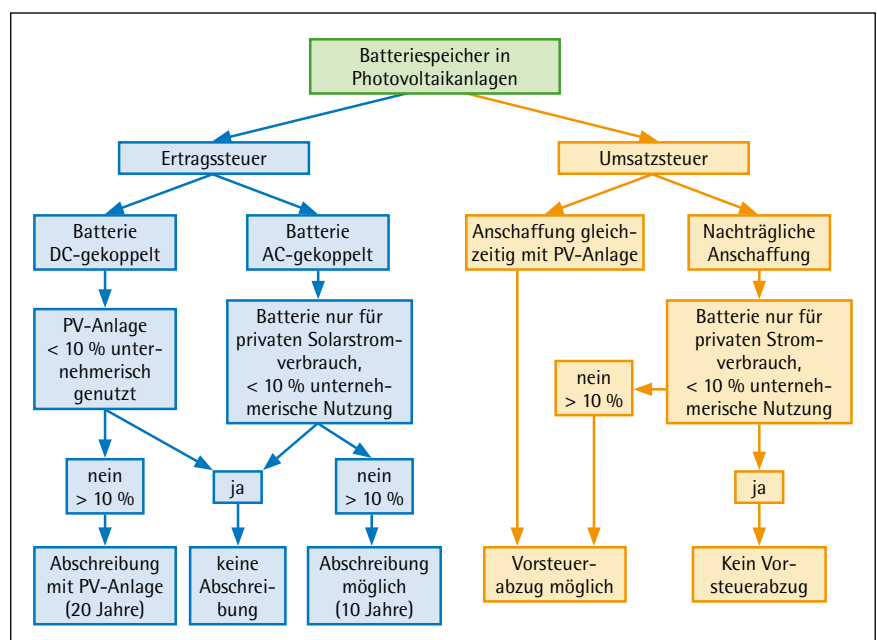 Batteriespeicher in
Photovoltaikanlagen
Ertragssteuer
Umsatzsteuer
Batterie
DC-gekoppelt
Batterie
AC-gekoppelt
Anschaffung gleich-
zeitig mit PV-Anlage
Nachträgliche
Anschaffung
PV-Anlage
< 10 % unter-
nehmerisch
genutzt
Batterie nur für
privaten Solarstrom-
verbrauch,
< 10 % unterneh-
merische Nutzung
nein
> 10 %
Batterie nur für
privaten Strom-
verbrauch,
< 10 % unterneh-
merische Nutzung
nein
> 10 %
ja
nein
> 10 %
ja
Abschreibung
mit PV-Anlage
(20 Jahre)
keine
Abschrei-
bung
Abschreibung
möglich
(10 Jahre)
Vorsteuer-
abzug möglich
Kein Vor-
steuerabzug